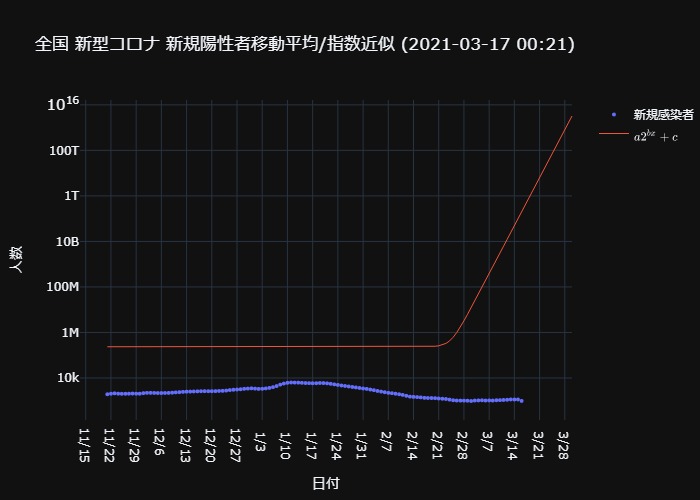 全国 新型コロナ 新規陽性者移動平均/指数近似 (2021-03-17 00:21)
10^16
100T
1T
10B
100M
1M
10k
人数
11/15
11/22
11/29
12/6
12/13
12/20
12/27
1/3
1/10
1/17
1/24
1/31
2/7
2/14
2/21
2/28
3/7
3/14
3/21
3/28
日付
新規感染者
a2^{bx} + c